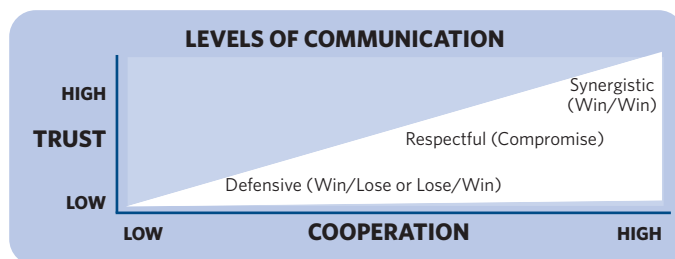 LEVELS OF COMMUNICATION
HIGH
Synergistic
(Win/Win)
TRUST
Respectful (Compromise)
Defensive (Win/Lose or Lose/Win)
LOW
LOW
COOPERATION
HIGH